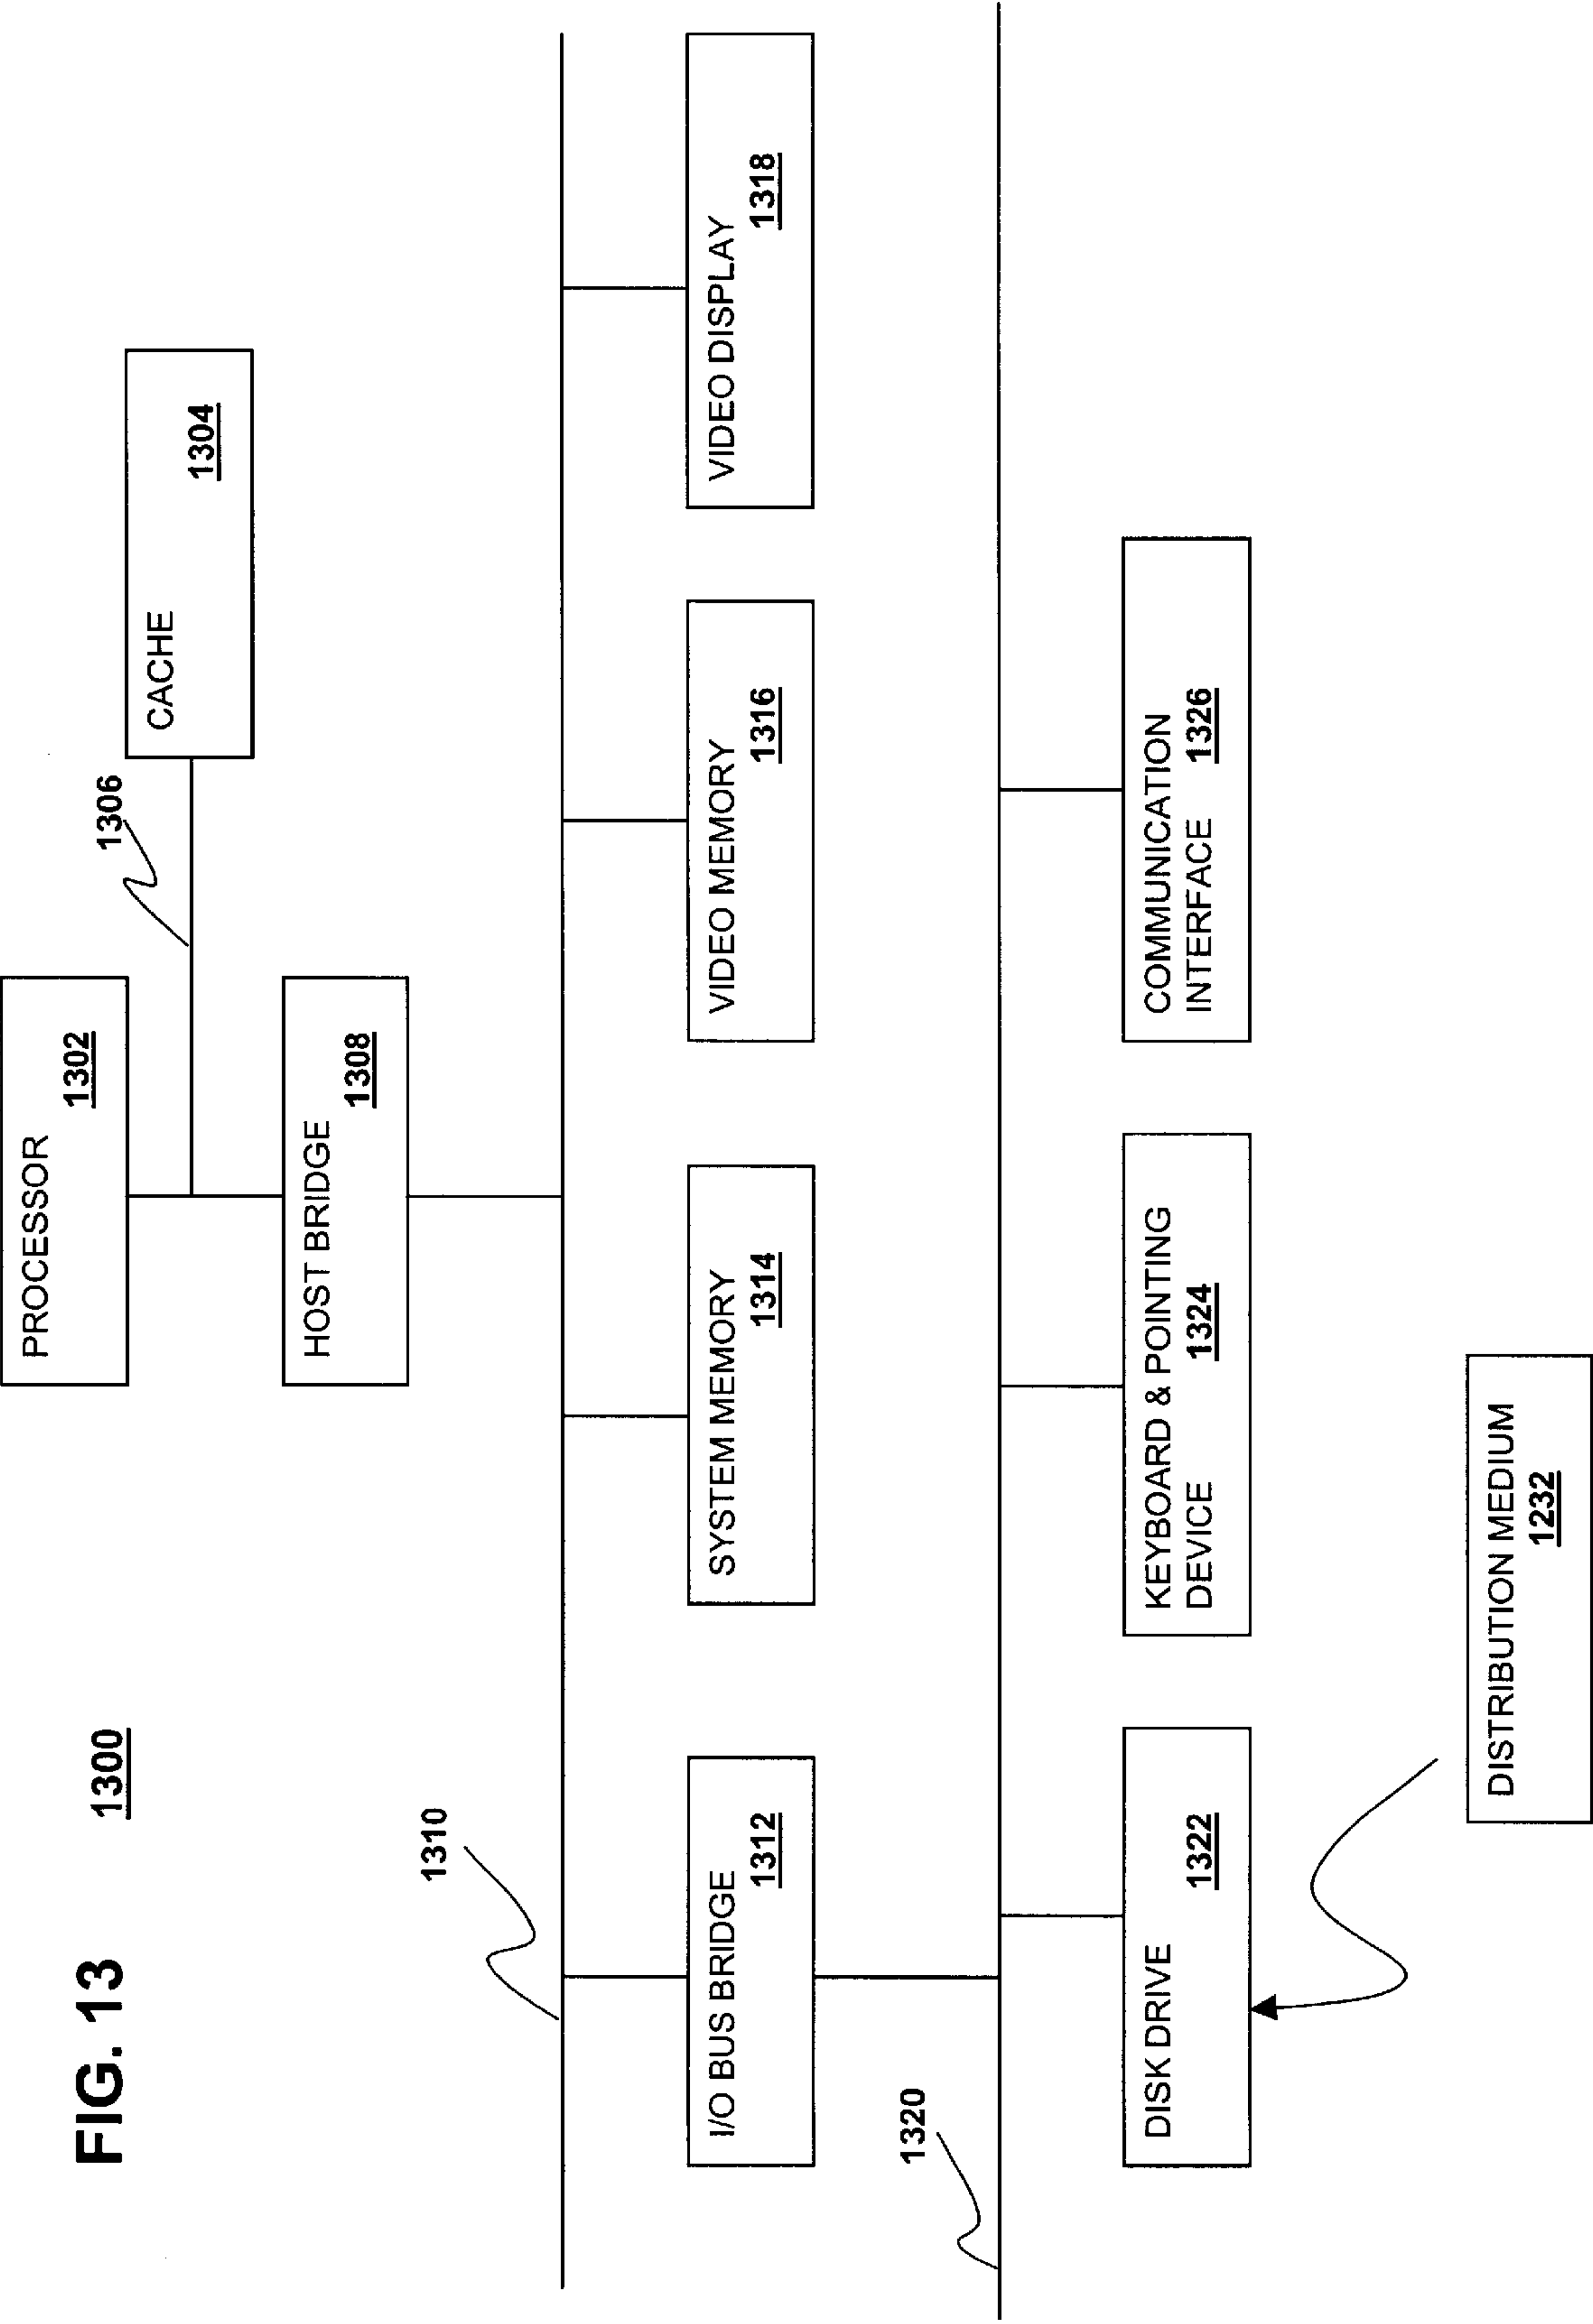 FIG. 13
1300
PROCESSOR
1302
1306
CACHE
1304
HOST BRIDGE
1308
1310
I/O BUS BRIDGE
1312
SYSTEM MEMORY
1314
VIDEO MEMORY
1316
VIDEO DISPLAY
1318
1320
DISK DRIVE
1322
KEYBOARD & POINTING
DEVICE
1324
COMMUNICATION
INTERFACE
1326
DISTRIBUTION MEDIUM
1232